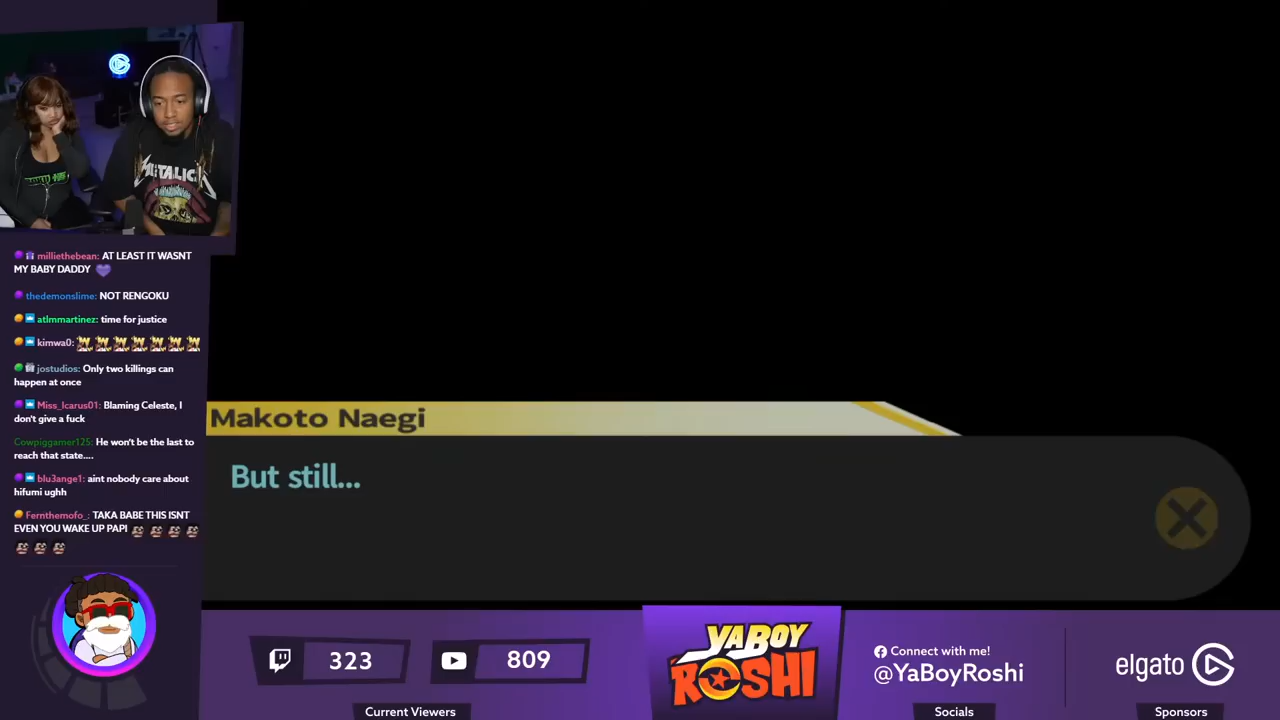 METALLICA
milliethebean: AT LEAST IT WASNT
MY BABY DADDY
thedemonslime: NOT RENGOKU
atlmmartinez: time for justice
kimwa0:
jostudios: Only two killings can
happen at once
Miss_Icarus01: Blaming Celeste, I
don't give a fuck
Cowpiggamer125: He won't be the last to
reach that state....
blu3ange1: aint nobody care about
hifumi ughh
Fernthemofo_: TAKA BABE THIS ISNT
EVEN YOU WAKE UP PAPI
Makoto Naegi
But still...
323
809
Current Viewers
YABOY
ROSHI
Connect with me!
@YaBoyRoshi
Socials
elgato
Sponsors